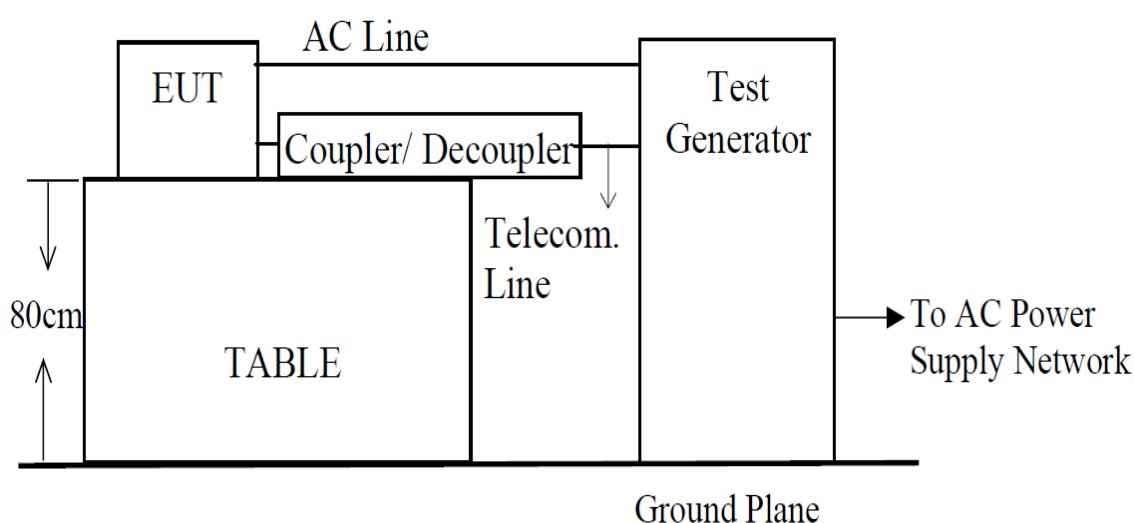 AC Line
EUT
Test
Generator
Coupler/ Decoupler
Telecom.
Line
80cm
TABLE
To AC Power
Supply Network
Ground Plane